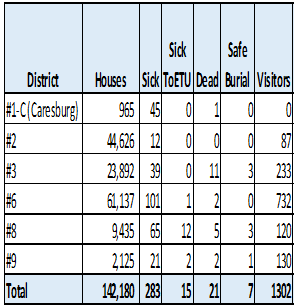 District Houses Sick Sick ToETU Dead Safe Burial Visitors
#1-C (Caresburg) 965 45 0 1 0 0
#2 44,626 12 0 0 0 87
#3 23,892 39 0 11 3 233
#6 61,137 101 1 2 0 732
#8 9,435 65 12 5 3 120
#9 2,125 21 2 2 1 130
Total 142,180 283 15 21 7 1302